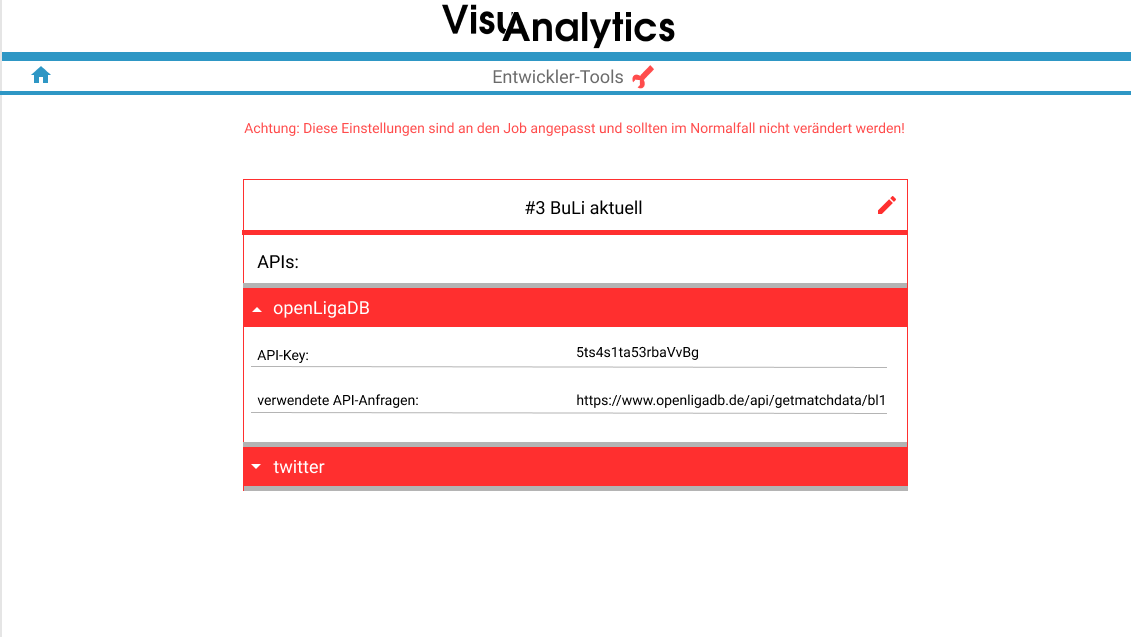 VisuAnalytics
Entwickler-Tools
Achtung: Diese Einstellungen sind an den Job angepasst und sollten im Normalfall nicht verändert werden!
#3 BuLi aktuell
APIs:
openLigaDB
API-Key: 5ts4s1ta53rbaVvBg
verwendete API-Anfragen: https://www.openligadb.de/api/getmatchdata/bl1
twitter